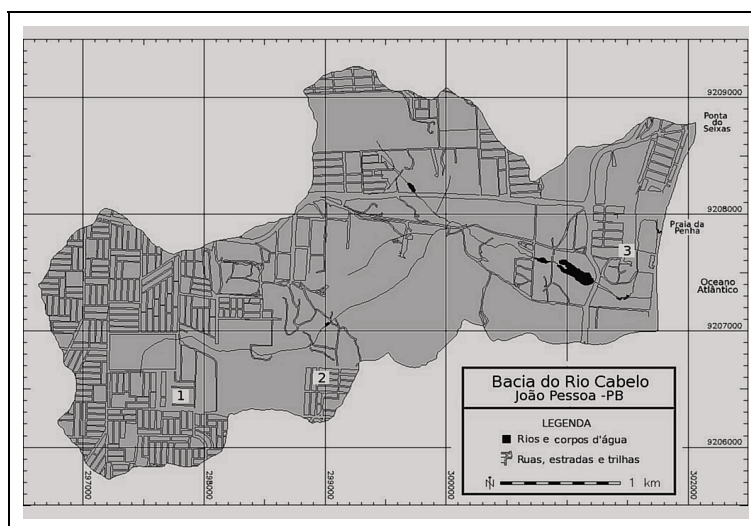 9209000
Ponta
do
Seixas
9208000
Praia da
Penha
3
Oceano
Atlântico
9207000
2
1
Bacia do Rio Cabelo
João Pessoa -PB
LEGENDA
Rios e corpos d'água
Ruas, estradas e trilhas
N
1 km
9206000
297000
298000
299000
300000
302000